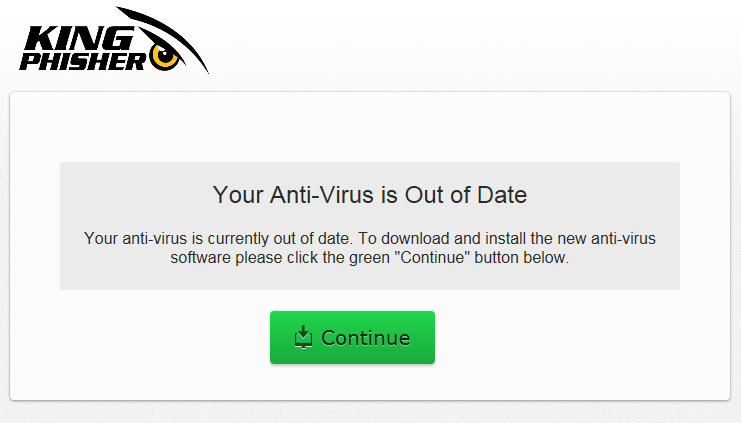 KING
PHISHER
Your Anti-Virus is Out of Date
Your anti-virus is currently out of date. To download and install the new anti-virus
software please click the green "Continue" button below.
Continue